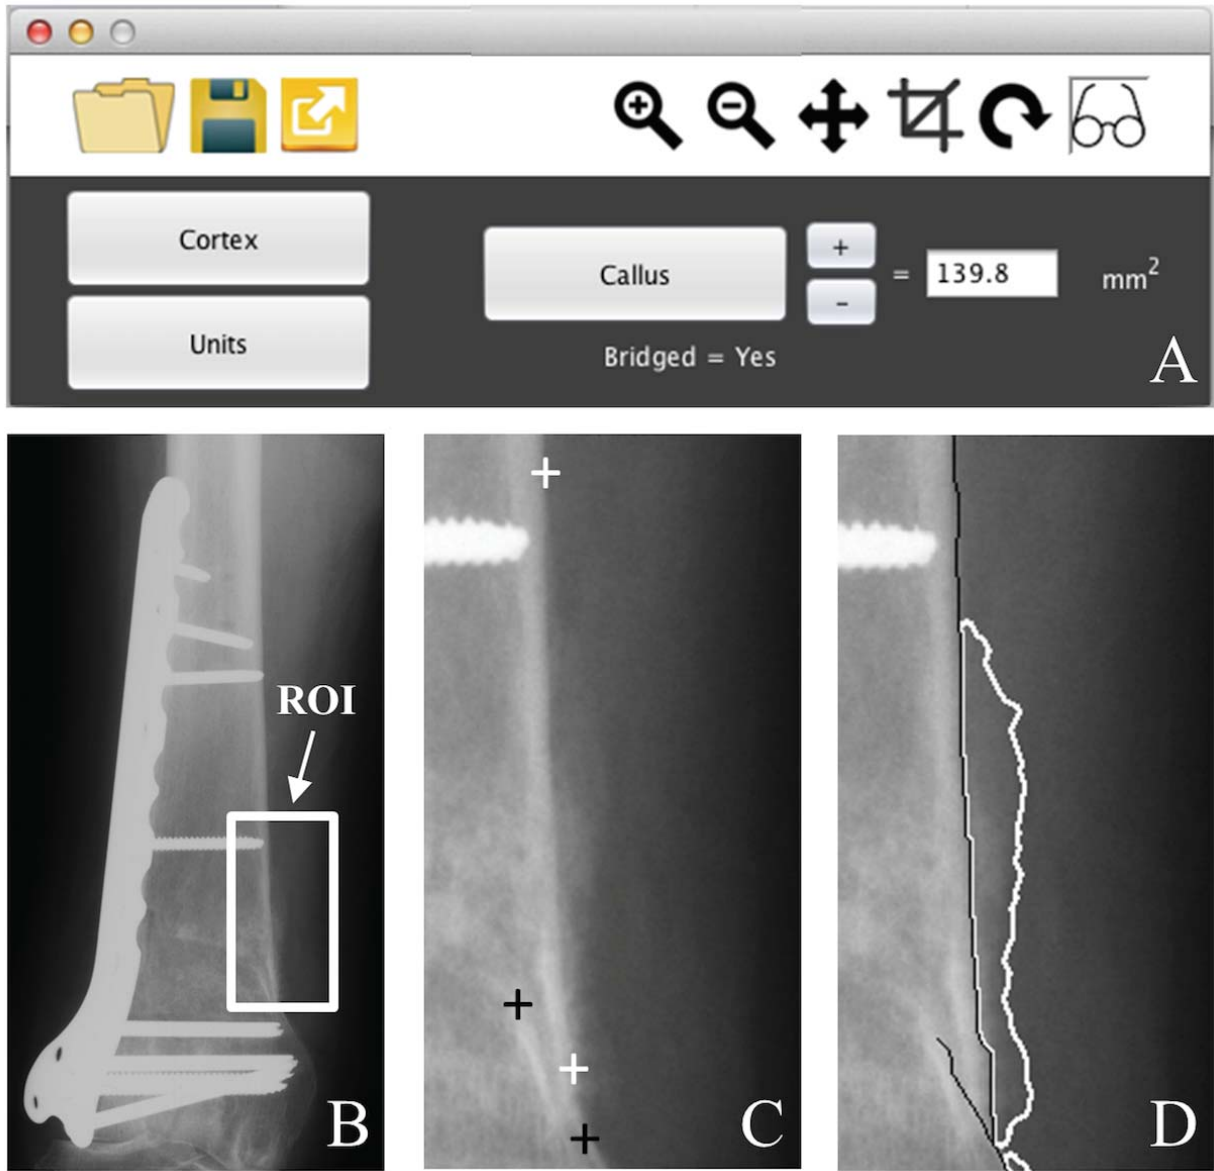 Cortex
Units
Callus
+
-
= 139.8 mm²
Bridged = Yes
A
ROI
B
C
D